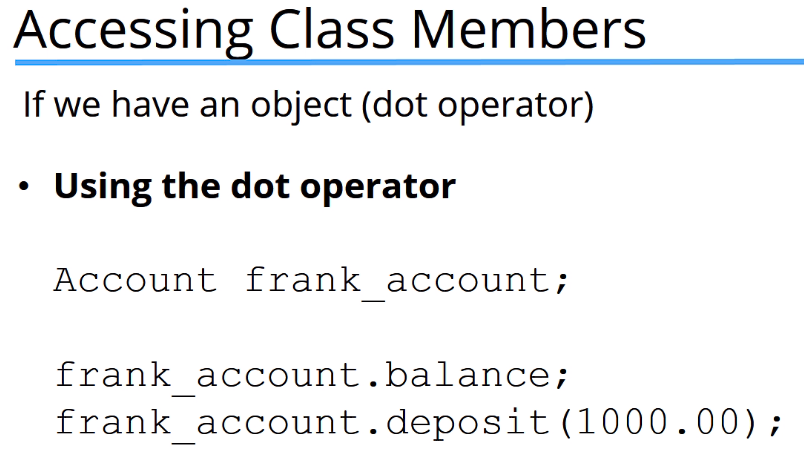 Accessing Class Members
If we have an object (dot operator)
• Using the dot operator
Account frank_account;
frank_account.balance;
frank_account.deposit(1000.00);